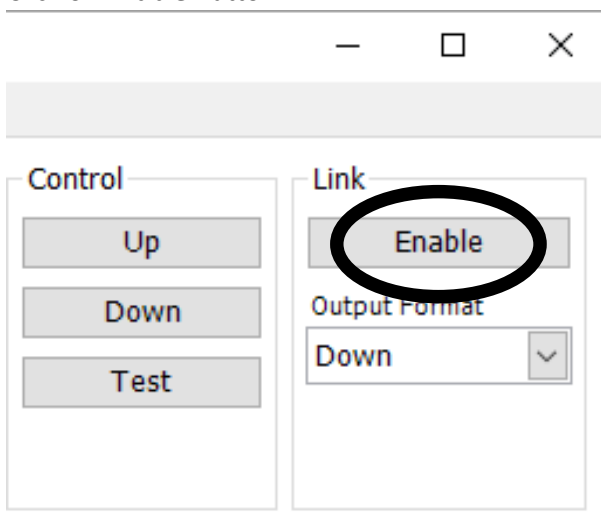 Control
Up
Down
Test
Link
Enable
Output Format
Down